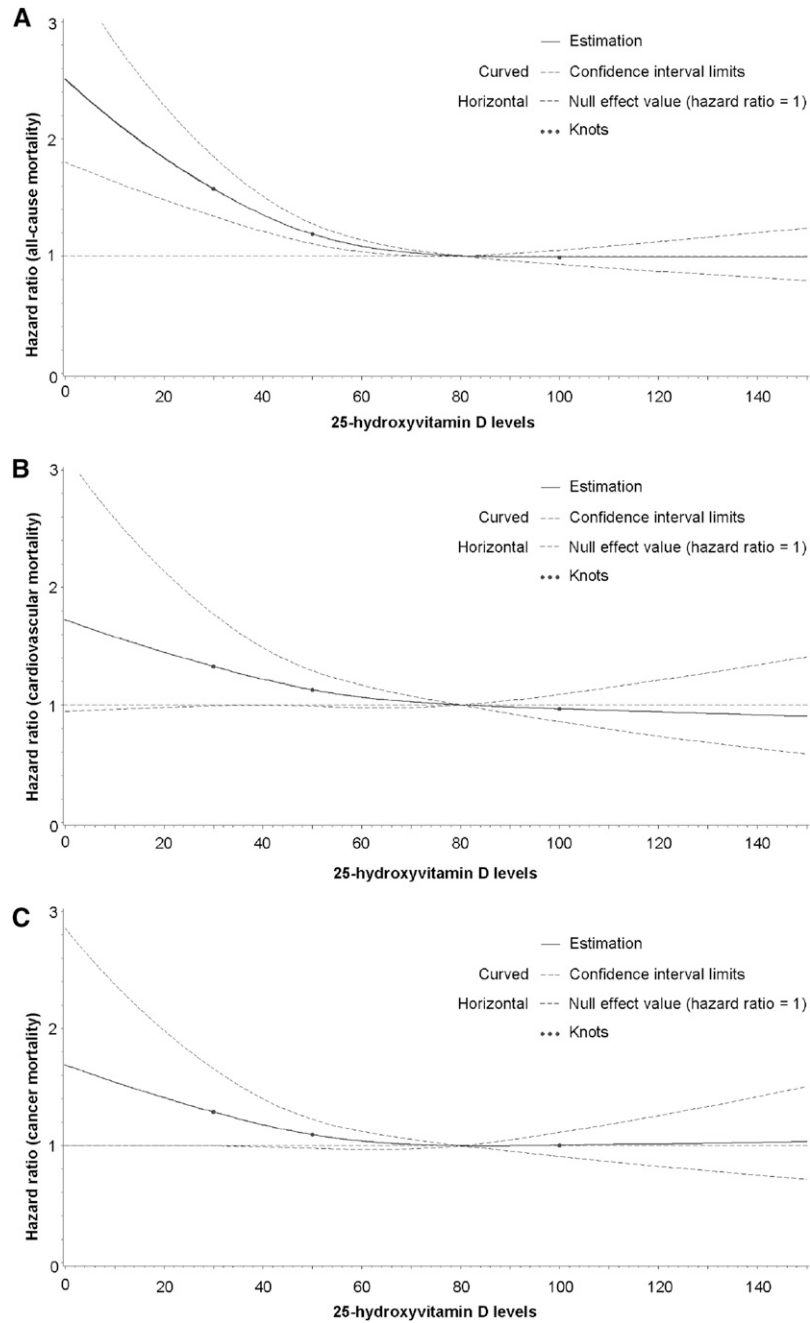 A
3
2
1
0
Hazard ratio (all-cause mortality)
Estimation
Curved Confidence interval limits
Horizontal Null effect value (hazard ratio = 1)
Knots
0 20 40 60 80 100 120 140
25-hydroxyvitamin D levels
B
3
2
1
0
Hazard ratio (cardiovascular mortality)
Estimation
Curved Confidence interval limits
Horizontal Null effect value (hazard ratio = 1)
Knots
0 20 40 60 80 100 120 140
25-hydroxyvitamin D levels
C
3
2
1
0
Hazard ratio (cancer mortality)
Estimation
Curved Confidence interval limits
Horizontal Null effect value (hazard ratio = 1)
Knots
0 20 40 60 80 100 120 140
25-hydroxyvitamin D levels